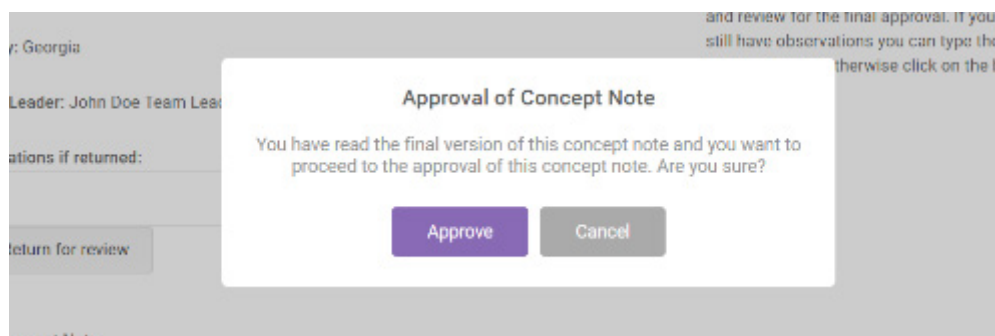 and review for the final approval. If you
y: Georgia
still have observations you can type the
therwise click on the
Leader: John Doe Team Lead
Approval of Concept Note
You have read the final version of this concept note and you want to
proceed to the approval of this concept note. Are you sure?
ations if returned:
Approve
Cancel
Return for review